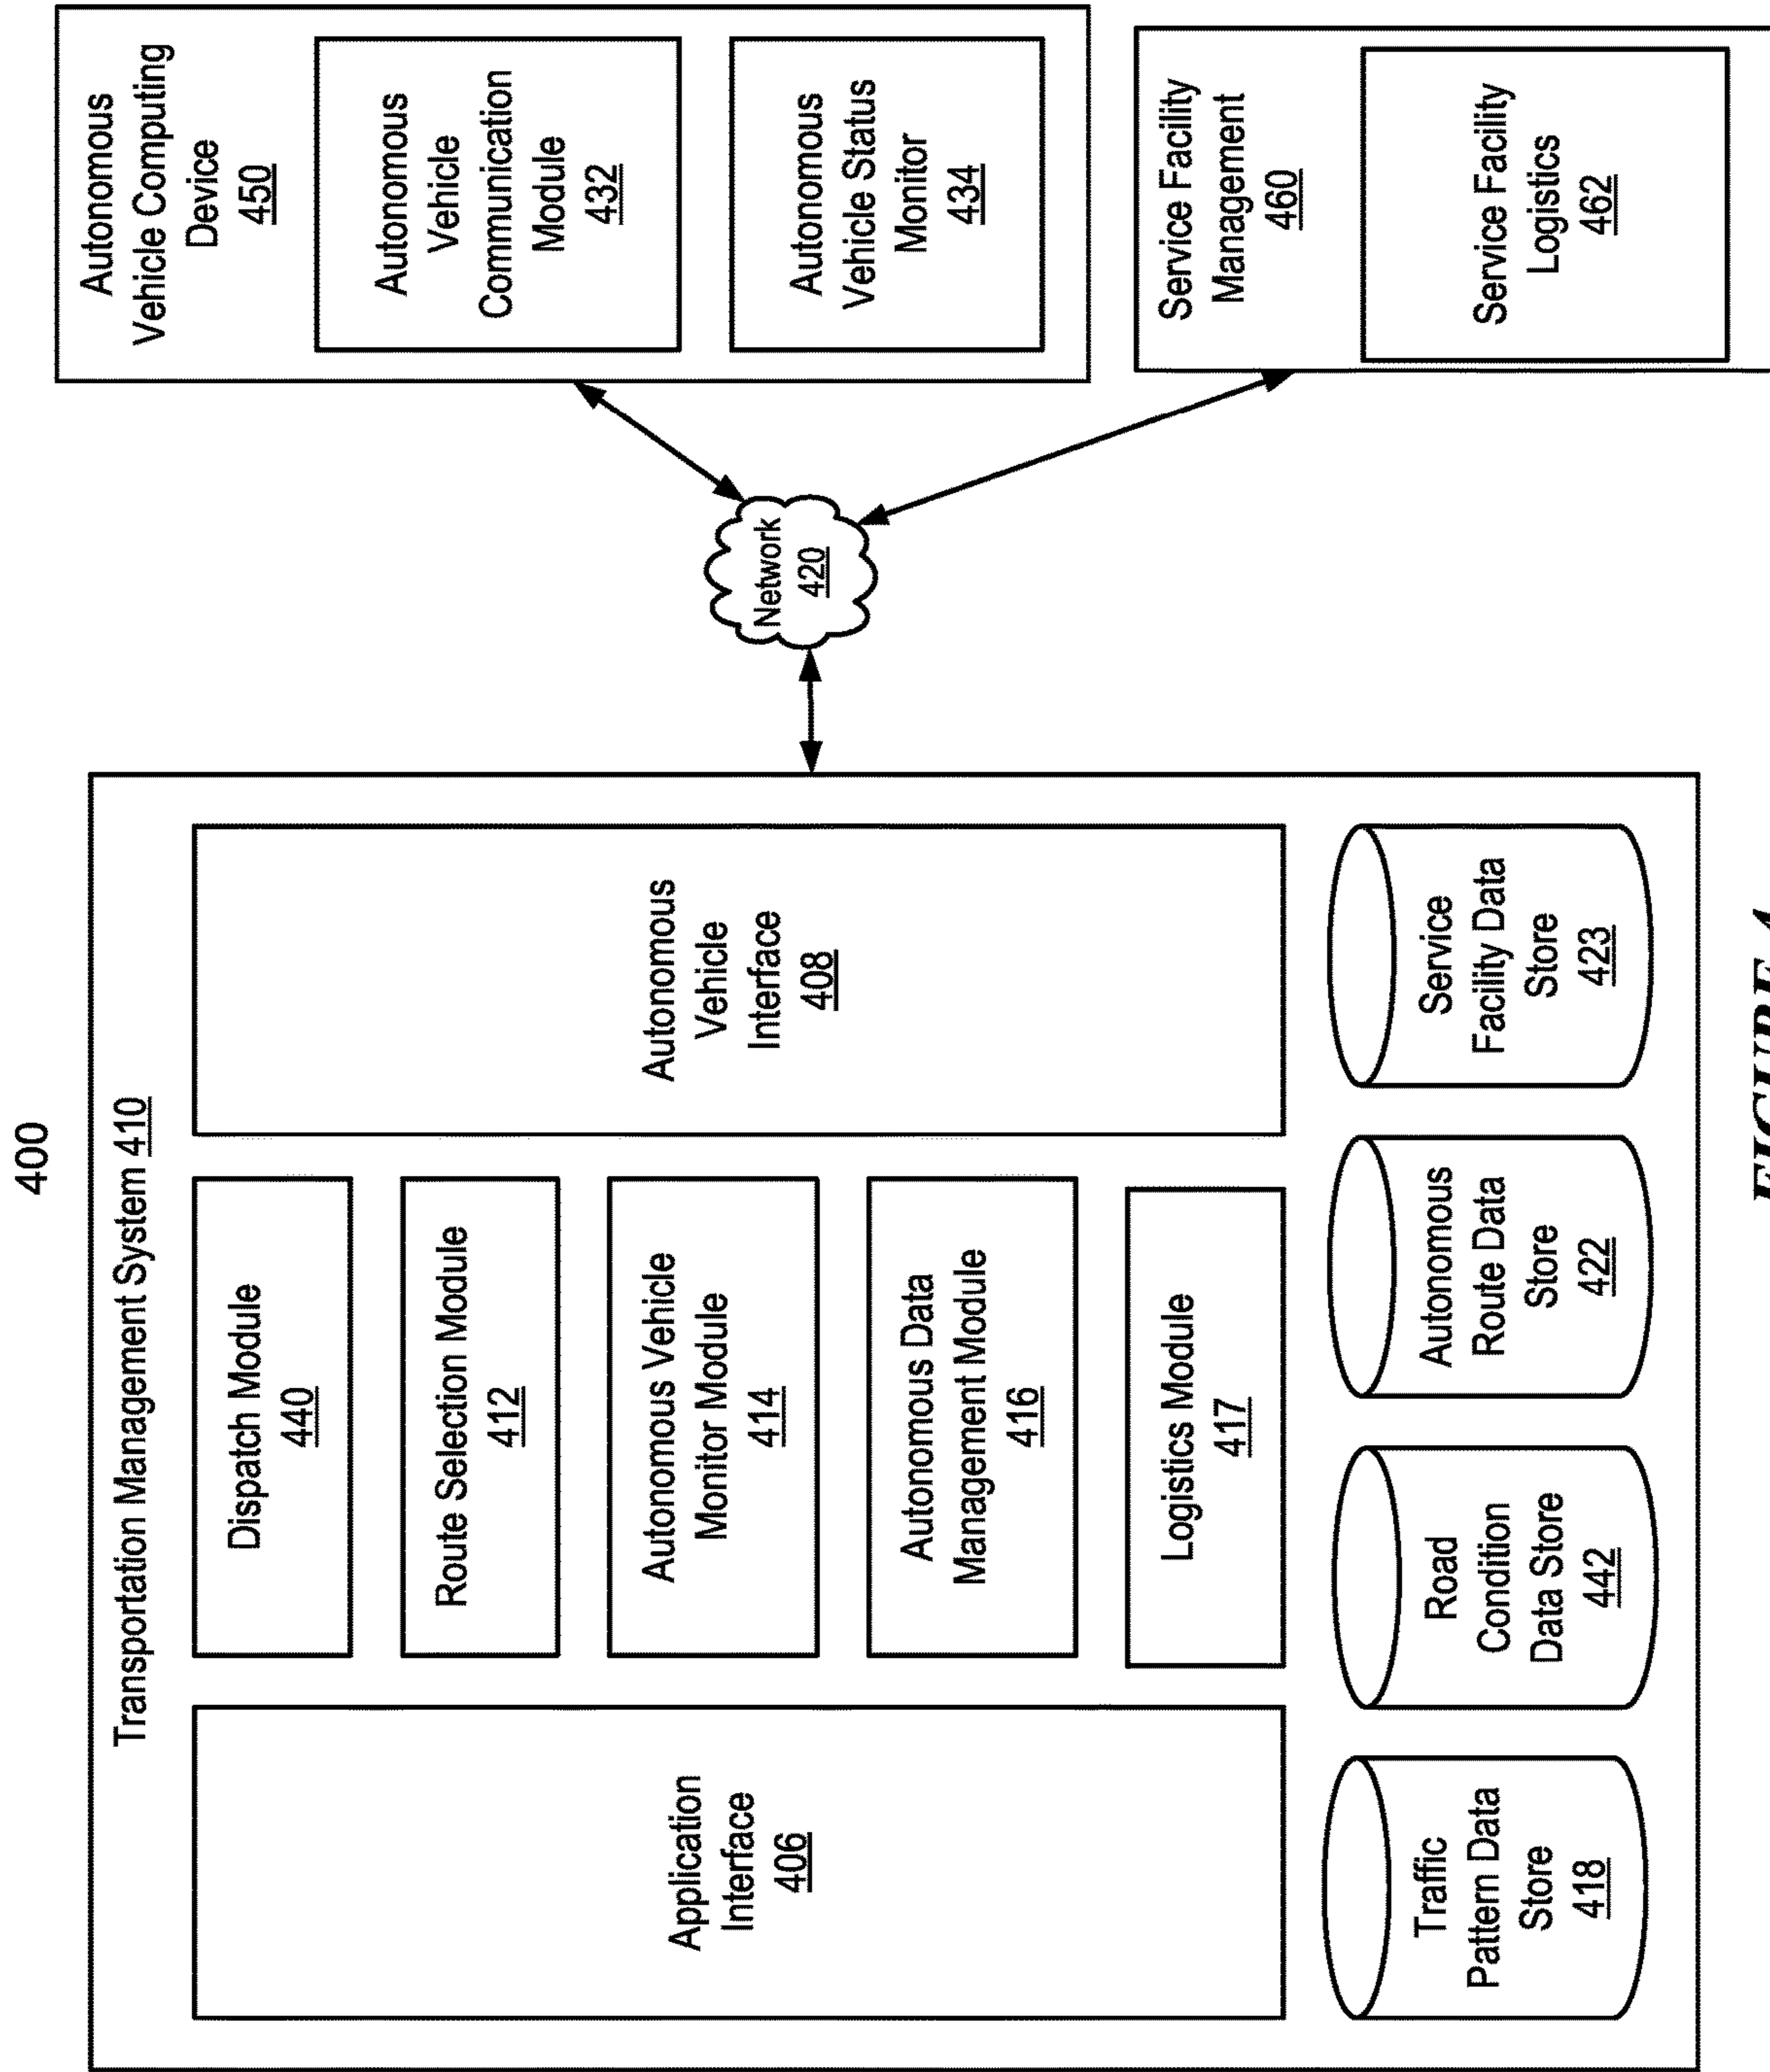 400
Transportation Management System 410
Application
Interface
406
Dispatch Module
440
Route Selection Module
412
Autonomous Vehicle
Monitor Module
414
Autonomous Data
Management Module
416
Logistics Module
417
Autonomous
Vehicle
Interface
408
Traffic
Pattern Data
Store
418
Road
Condition
Data Store
442
Autonomous
Route Data
Store
422
Service
Facility Data
Store
423
Network
420
Autonomous
Vehicle Computing
Device
450
Autonomous
Vehicle
Communication
Module
432
Autonomous
Vehicle Status
Monitor
434
Service Facility
Management
460
Service Facility
Logistics
462
FIGURE 4